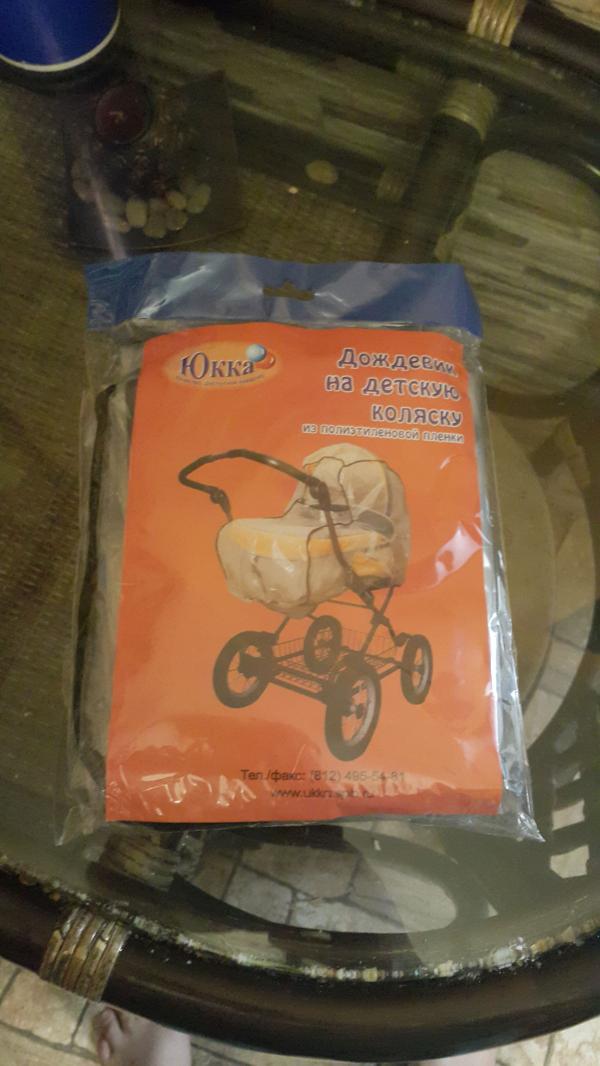 Юкка
Дождевик
на детскую
коляску
из полиэтиленовой пленки
Тел./факс: (812) 495-54-81